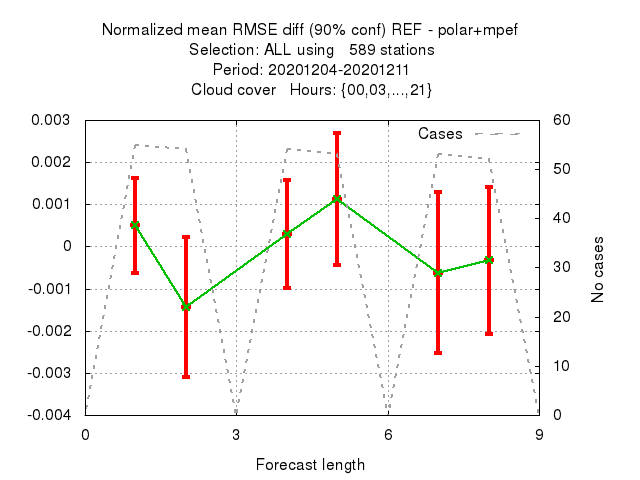 Normalized mean RMSE diff (90% conf) REF - polar+mpef
Selection: ALL using 589 stations
Period: 20201204-20201211
Cloud cover Hours: {00,03,...,21}
Cases
0.003
0.002
0.001
0
-0.001
-0.002
-0.003
-0.004
60
50
40
30
20
10
0
No cases
0 3 6 9
Forecast length